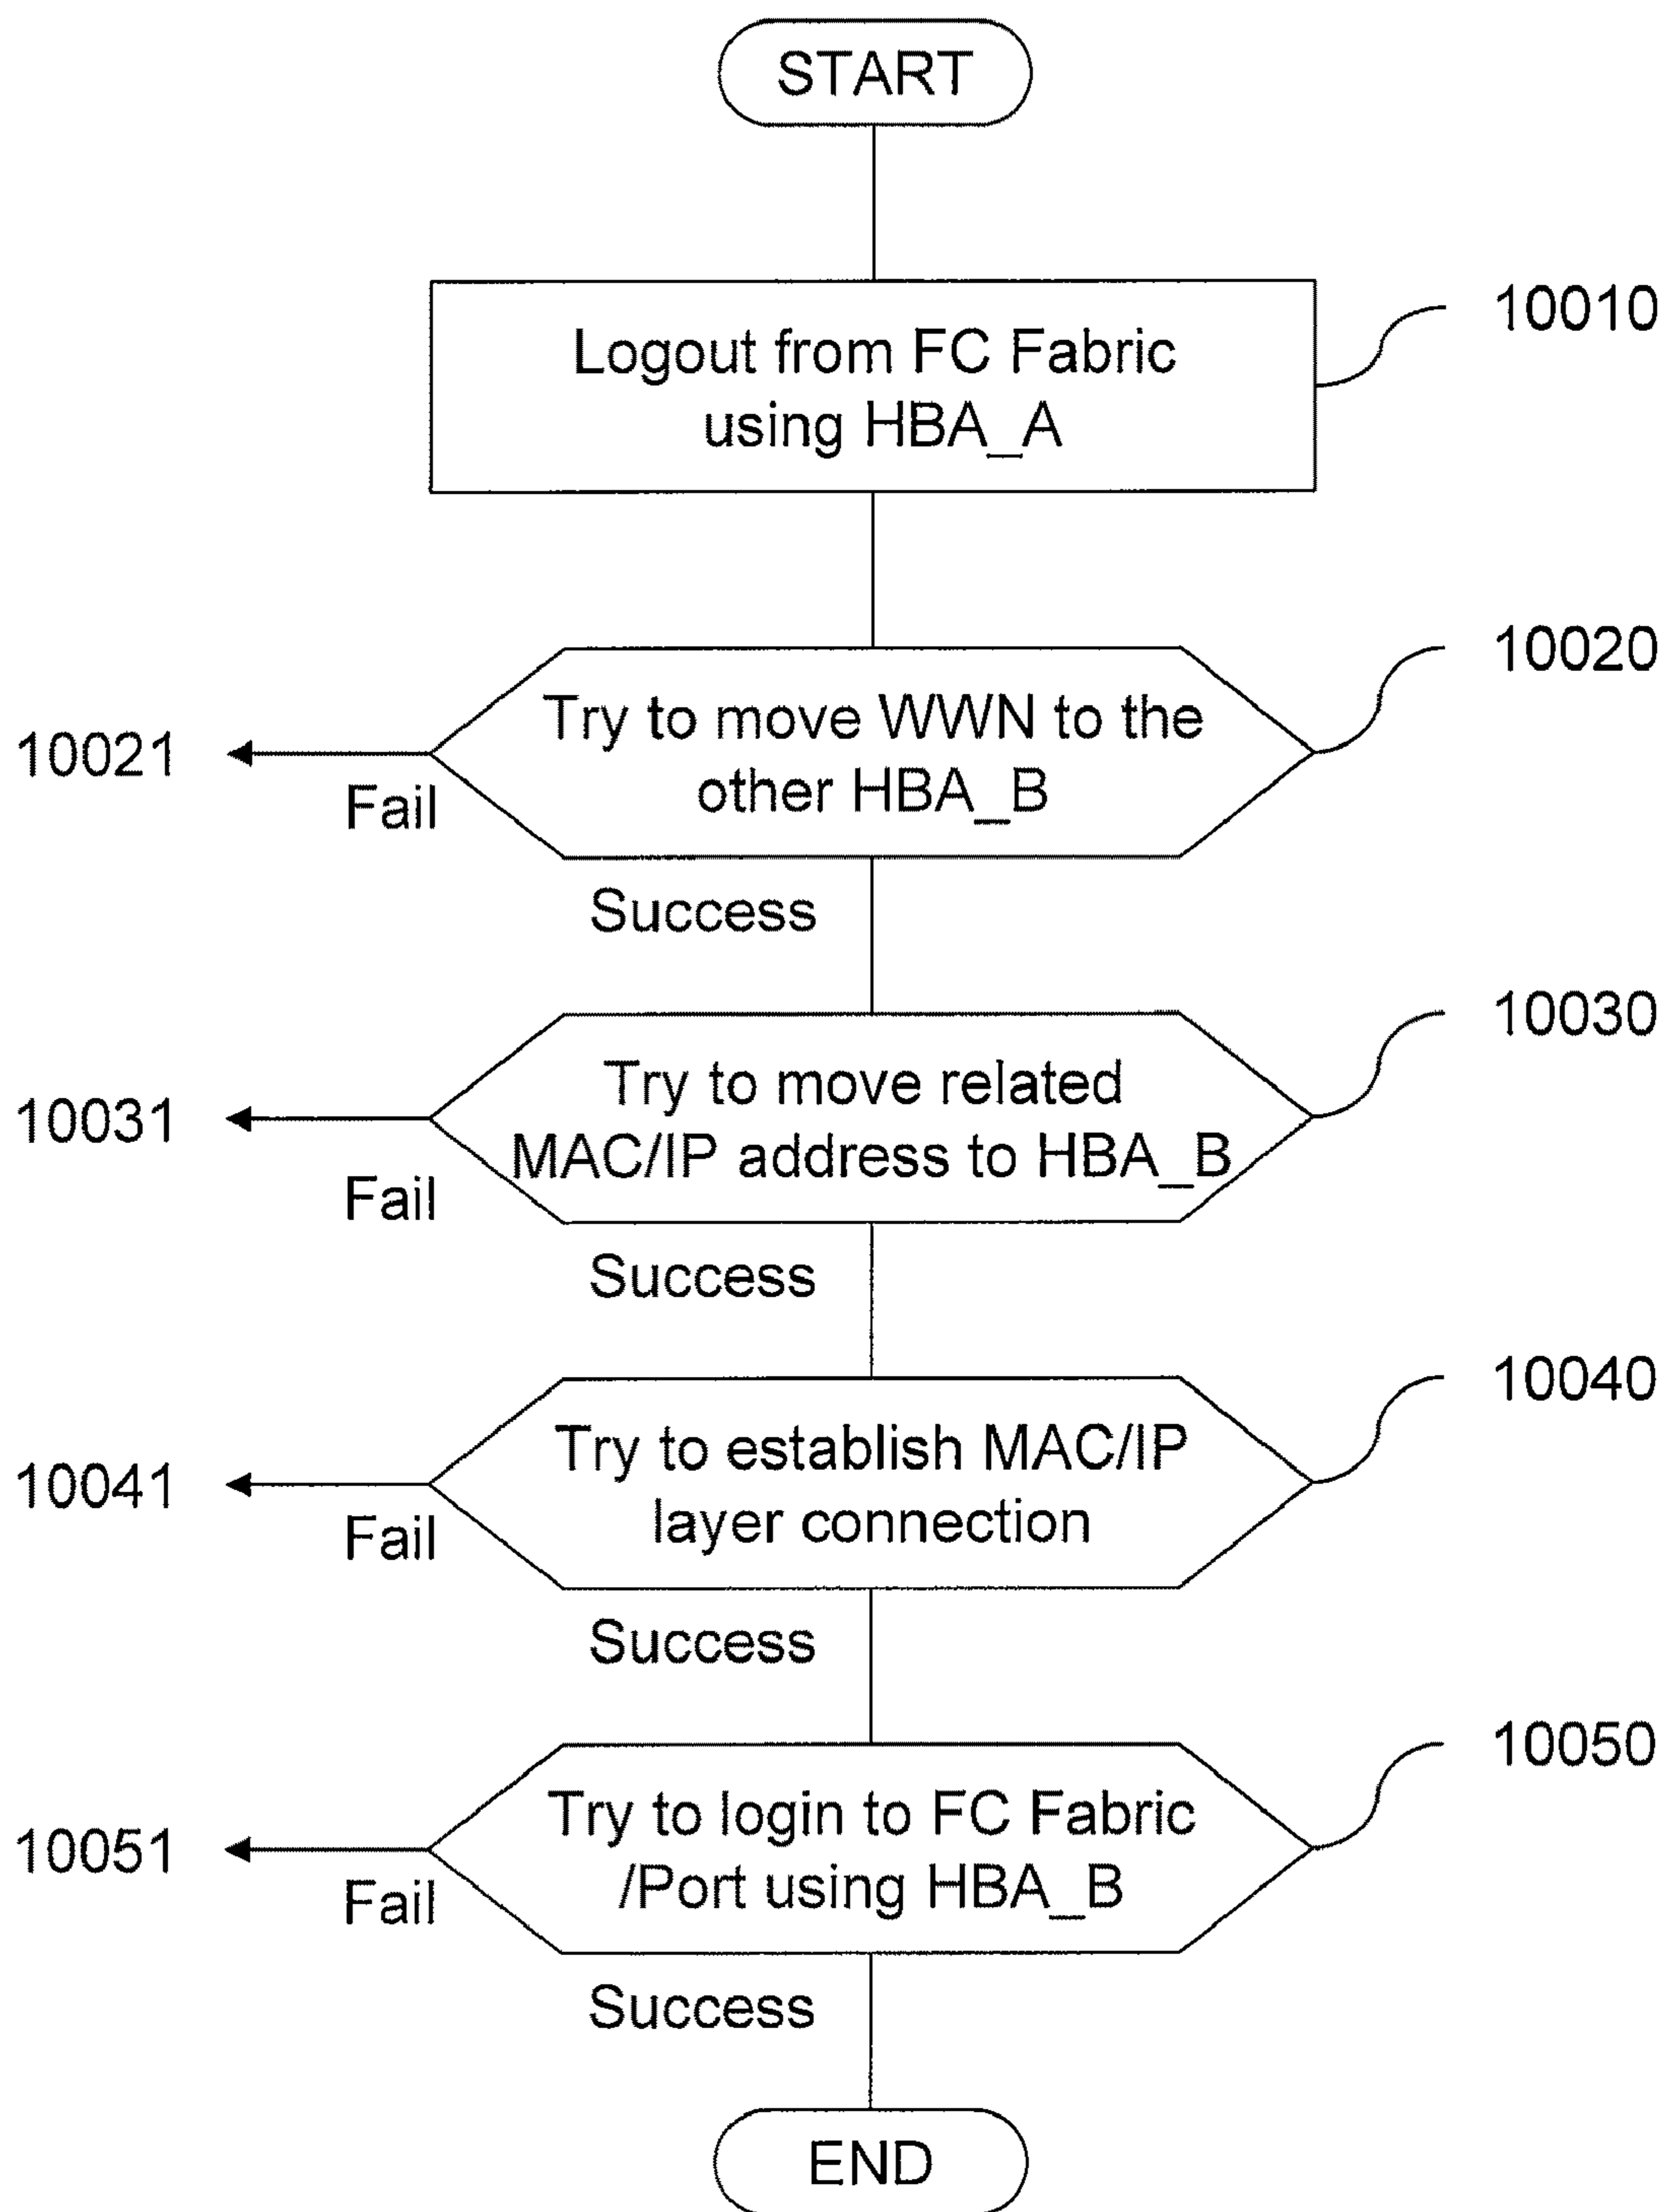 START
Logout from FC Fabric
using HBA_A
10010
Try to move WWN to the
other HBA_B
10020
10021
Fail
Success
Try to move related
MAC/IP address to HBA_B
10030
10031
Fail
Success
Try to establish MAC/IP
layer connection
10040
10041
Fail
Success
Try to login to FC Fabric
/Port using HBA_B
10050
10051
Fail
Success
END